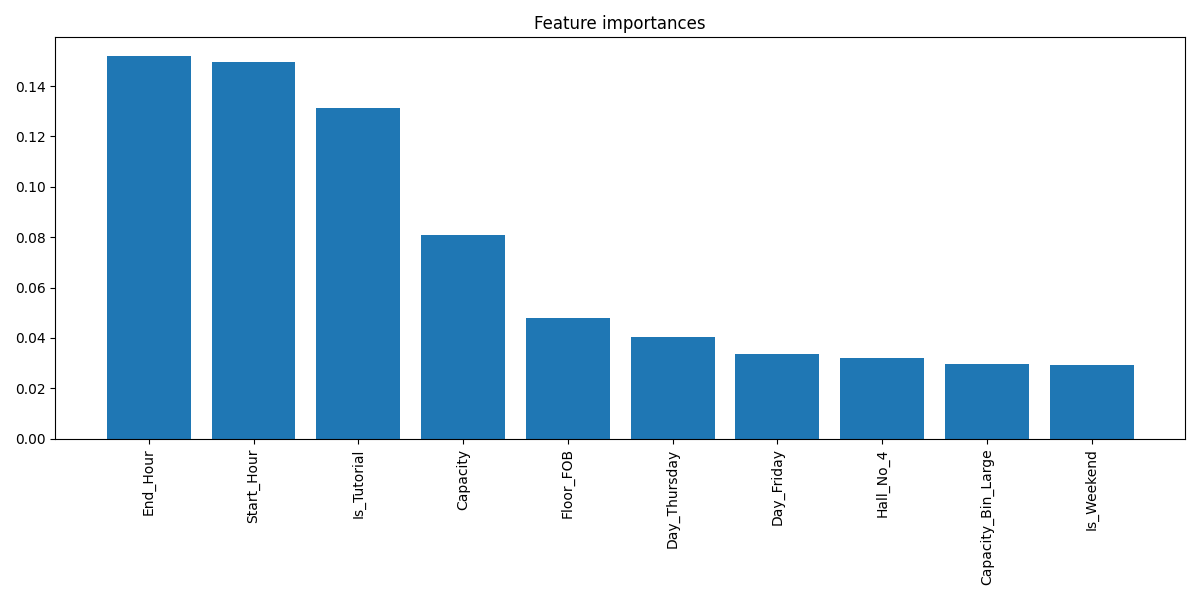 Feature importances
0.14
0.12
0.10
0.08
0.06
0.04
0.02
0.00
End_Hour
Start_Hour
Is_Tutorial
Capacity
Floor_FOB
Day_Thursday
Day_Friday
Hall_No_4
Capacity_Bin_Large
Is_Weekend